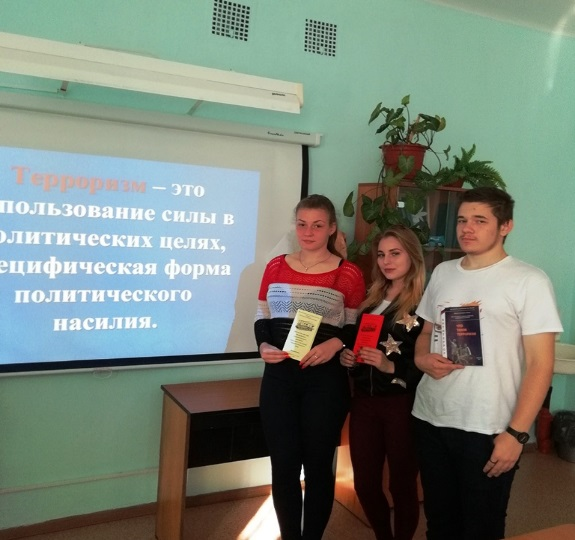 Терроризм – это
пользование силы в
олитических целях,
ецифическая форма
политического
насилия.